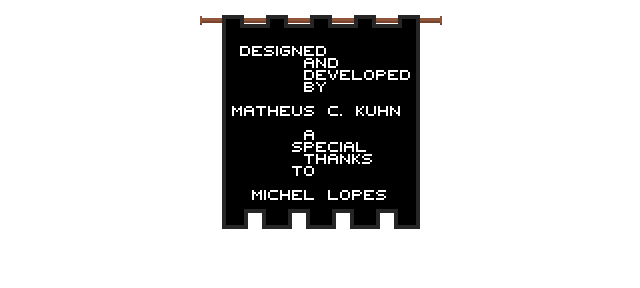 DESIGNED
AND
DEVELOPED
BY
MATHEUS C. KUHN
A
SPECIAL
THANKS
TO
MICHEL LOPES